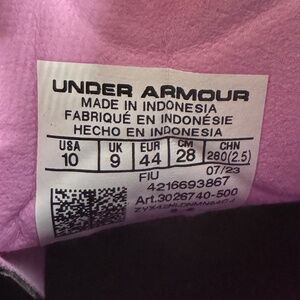 UNDER ARMOUR
MADE IN INDONESIA
FABRIQUÉ EN INDONÉSIE
HECHO EN INDONESIA
USA UK EUR CM CHN
10 9 44 28 280(2.5)
FIU 07/23
4216693867
Art.3026740-500